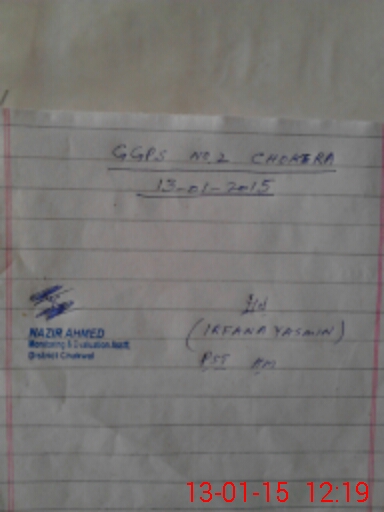 GGPS NO.2 CHOKERA
13-01-2015
NAZIR AHMED
Monitoring & Evaluation Asstt.
District Chakwal
(IRFANA YASMIN)
PST
13-01-15 12:19